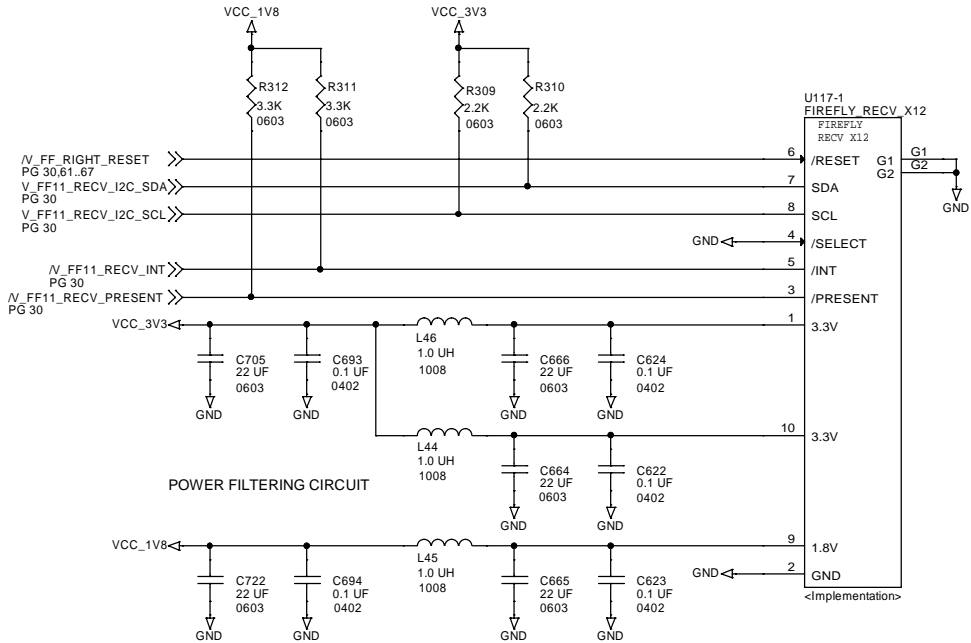 VCC_1V8
VCC_3V3
R312
3.3K
0603
R311
3.3K
0603
R309
2.2K
0603
R310
2.2K
0603
U117-1
FIREFLY_RECV_X12
FIREFLY
RECV X12
/V_FF_RIGHT_RESET
PG 30,61..67
6
/RESET
G1
G1
G2
G2
GND
V_FF11_RECV_I2C_SDA
PG 30
7
SDA
V_FF11_RECV_I2C_SCL
PG 30
8
SCL
GND
4
/SELECT
/V_FF11_RECV_INT
PG 30
5
/INT
/V_FF11_RECV_PRESENT
PG 30
3
/PRESENT
VCC_3V3
1
3.3V
L46
1.0 UH
1008
C705
22 UF
0603
GND
C693
0.1 UF
0402
GND
C666
22 UF
0603
GND
C624
0.1 UF
0402
GND
10
3.3V
L44
1.0 UH
1008
C664
22 UF
0603
GND
C622
0.1 UF
0402
GND
POWER FILTERING CIRCUIT
VCC_1V8
9
1.8V
L45
1.0 UH
1008
C722
22 UF
0603
GND
C694
0.1 UF
0402
GND
C665
22 UF
0603
GND
C623
0.1 UF
0402
GND
GND
2
GND
<Implementation>